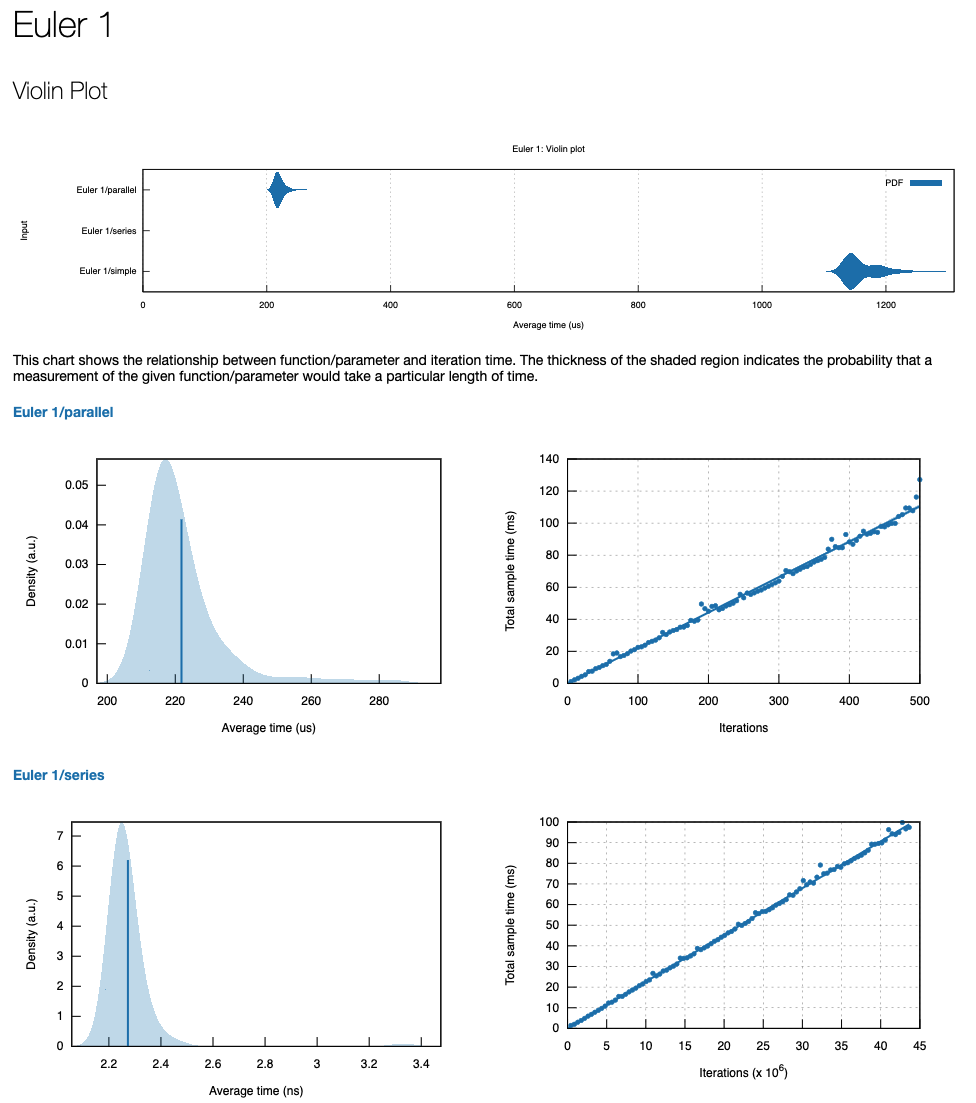 Euler 1
Violin Plot
Euler 1: Violin plot
PDF
Euler 1/parallel
Euler 1/series
Euler 1/simple
Input
0 200 400 600 800 1000 1200
Average time (us)
This chart shows the relationship between function/parameter and iteration time. The thickness of the shaded region indicates the probability that a
measurement of the given function/parameter would take a particular length of time.
Euler 1/parallel
0.05
0.04
0.03
0.02
0.01
0
Density (a.u.)
200 220 240 260 280
Average time (us)
140
120
100
80
60
40
20
0
Total sample time (ms)
0 100 200 300 400 500
Iterations
Euler 1/series
7
6
5
4
3
2
1
0
Density (a.u.)
2.2 2.4 2.6 2.8 3 3.2 3.4
Average time (ns)
100
90
80
70
60
50
40
30
20
10
0
Total sample time (ms)
0 5 10 15 20 25 30 35 40 45
Iterations (x 10⁶)